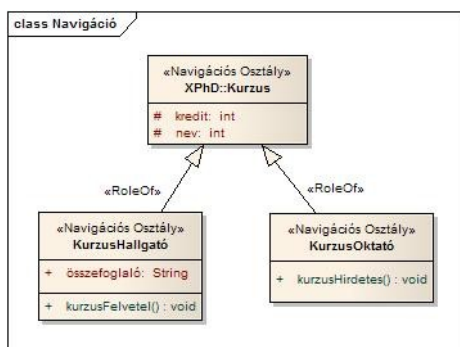 class Navigáció
«Navigációs Osztály»
XPhD::Kurzus
# kredit: int
# nev: int
«RoleOf»
«RoleOf»
«Navigációs Osztály»
KurzusHallgató
+ összefoglaló: String
+ kurzusFelvetel() : void
«Navigációs Osztály»
KurzusOktató
+ kurzusHirdetes() : void